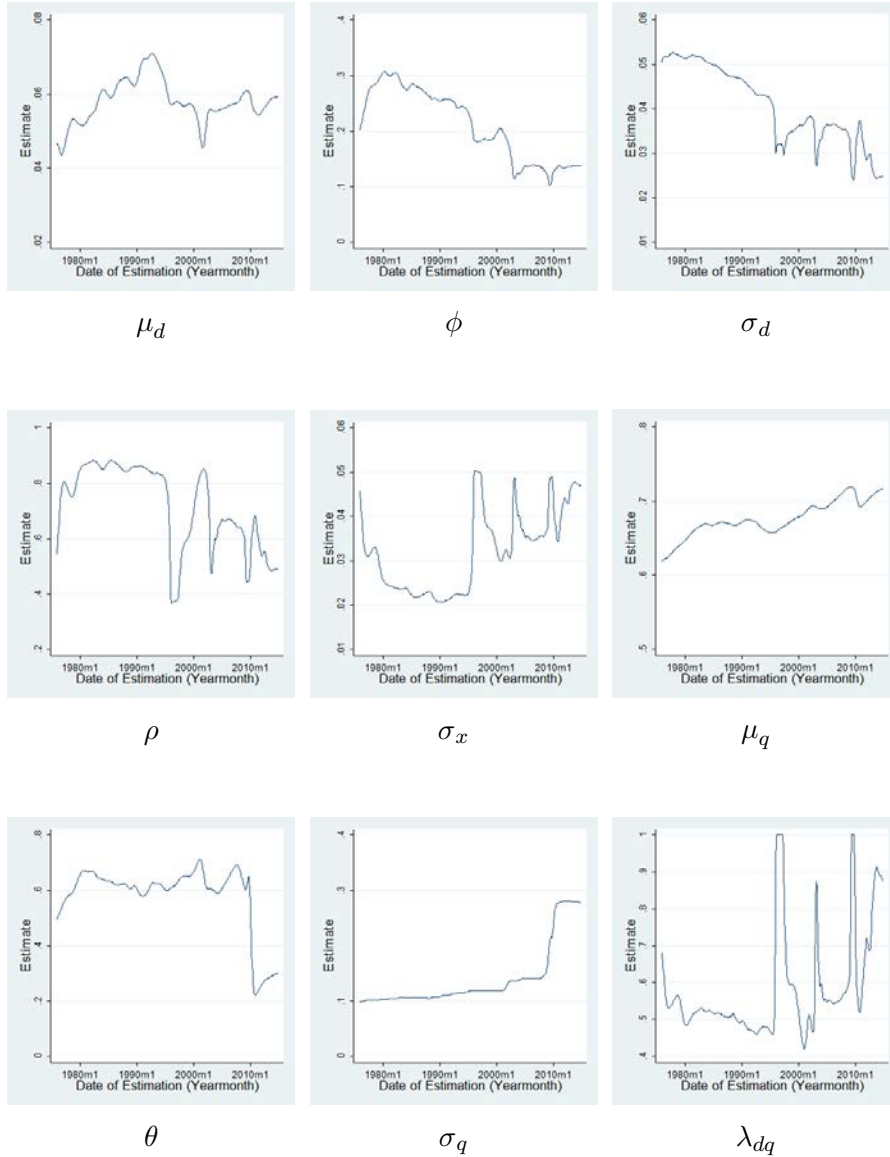 .08
.06
.04
.02
Estimate
1980m1 1990m1 2000m1 2010m1
Date of Estimation (Yearmonth)
μ_d
.4
.3
.2
.1
0
Estimate
1980m1 1990m1 2000m1 2010m1
Date of Estimation (Yearmonth)
ϕ
.06
.05
.04
.03
.02
.01
Estimate
1980m1 1990m1 2000m1 2010m1
Date of Estimation (Yearmonth)
σ_d
1
.8
.6
.4
.2
Estimate
1980m1 1990m1 2000m1 2010m1
Date of Estimation (Yearmonth)
ρ
.06
.05
.04
.03
.02
.01
Estimate
1980m1 1990m1 2000m1 2010m1
Date of Estimation (Yearmonth)
σ_x
.8
.7
.6
.5
Estimate
1980m1 1990m1 2000m1 2010m1
Date of Estimation (Yearmonth)
μ_q
.8
.6
.4
.2
0
Estimate
1980m1 1990m1 2000m1 2010m1
Date of Estimation (Yearmonth)
θ
.4
.3
.1
0
Estimate
1980m1 1990m1 2000m1 2010m1
Date of Estimation (Yearmonth)
σ_q
1
.9
.8
.7
.6
.5
.4
Estimate
1980m1 1990m1 2000m1 2010m1
Date of Estimation (Yearmonth)
λ_dq